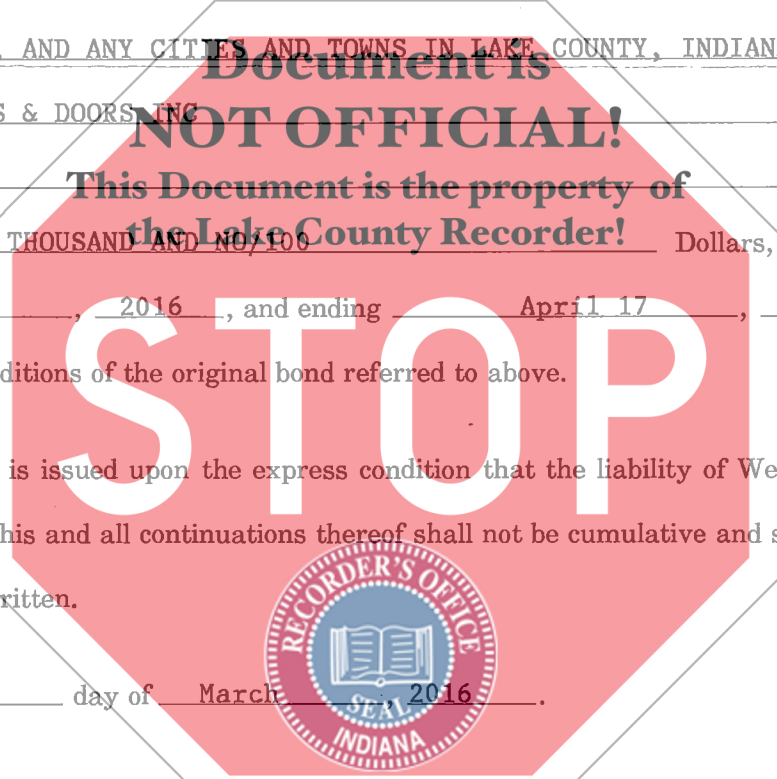 , AND ANY CITIES AND TOWNS IN LAKE COUNTY, INDIAN
Document is
S & DOORS INC
NOT OFFICIAL!
This Document is the property of
the Lake County Recorder!
THOUSAND AND NO/100 Dollars,
, 2016 , and ending April 17 ,
STOP
ditions of the original bond referred to above.
is issued upon the express condition that the liability of We
his and all continuations thereof shall not be cumulative and s
ritten.
RECORDER'S OFFICE
SEAL
INDIANA
day of March , 2016 .